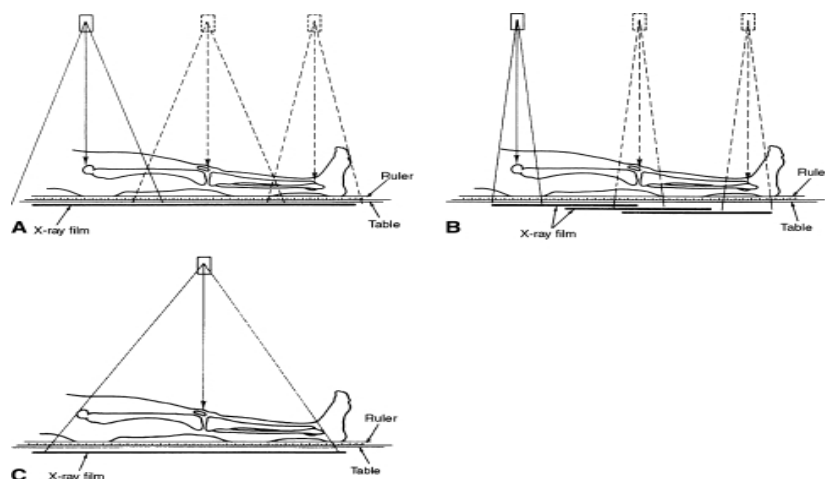 Ruler
Table
A
X-ray film
Rule
Table
B
X-ray film
Ruler
Table
C
X-ray film